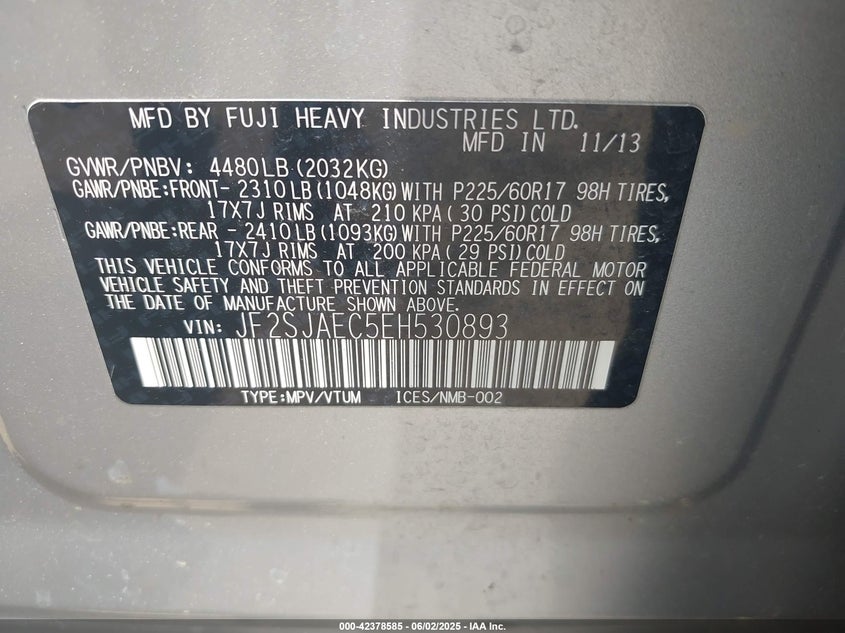 MFD BY FUJI HEAVY INDUSTRIES LTD.
MFD IN 11/13
GVWR/PNBV: 4480LB (2032KG)
GAWR/PNBE:FRONT- 2310LB(1048KG) WITH P225/60R17 98H TIRES,
17X7J RIMS AT 210 KPA( 30 PSI)COLD
GAWR/PNBE:REAR - 2410LB(1093KG) WITH P225/60R17 98H TIRES,
17X7J RIMS AT 200 KPA( 29 PSI)COLD
THIS VEHICLE CONFORMS TO ALL APPLICABLE FEDERAL MOTOR
VEHICLE SAFETY AND THEFT PREVENTION STANDARDS IN EFFECT ON
THE DATE OF MANUFACTURE SHOWN ABOVE.
VIN: JF2SJAEC5EH530893
TYPE:MPV/VTUM ICES/NMB-002
000-42378585 - 06/02/2025 - IAA Inc.